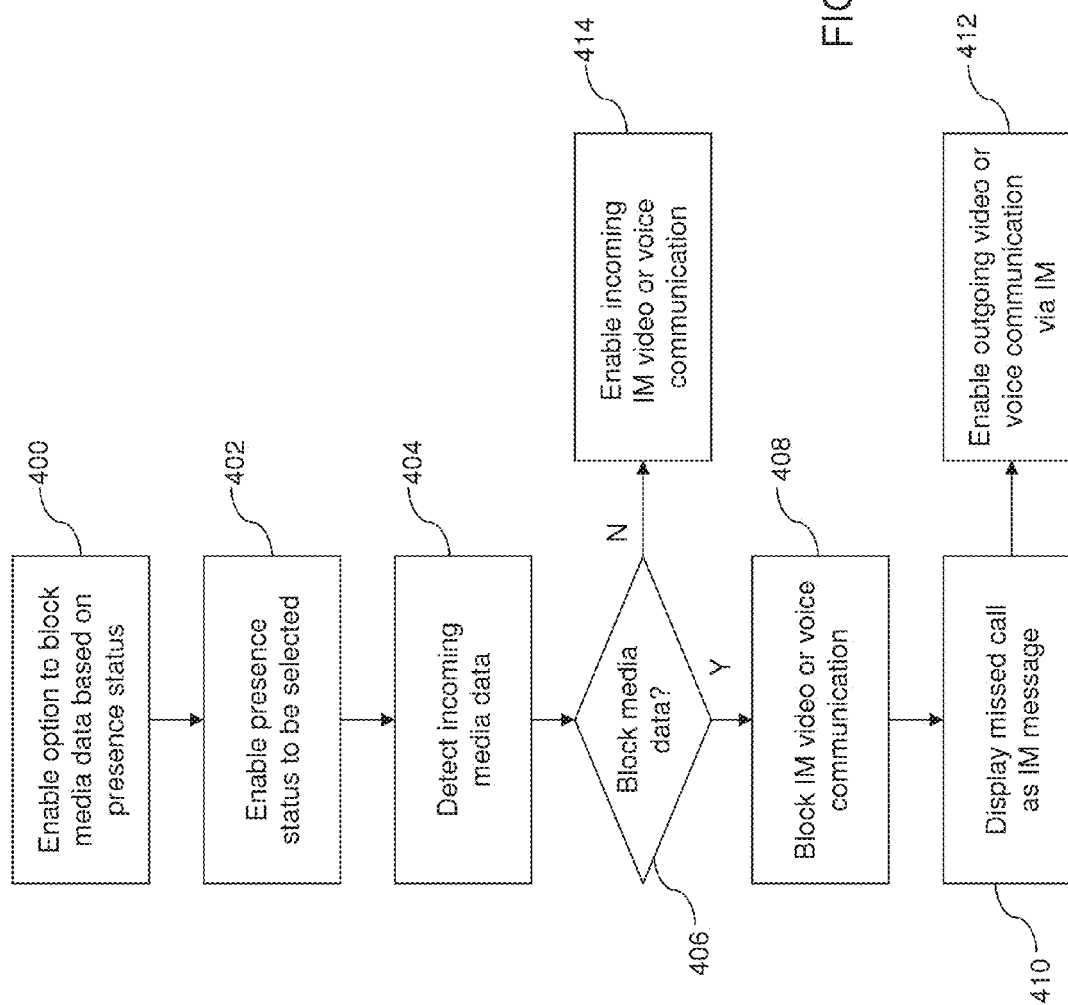 400
Enable option to block
media data based on
presence status
402
Enable presence
status to be selected
404
Detect incoming
media data
406
Block media
data?
N
414
Enable incoming
IM video or voice
communication
Y
408
Block IM video or voice
communication
410
Display missed call
as IM message
412
Enable outgoing video or
voice communication
via IM